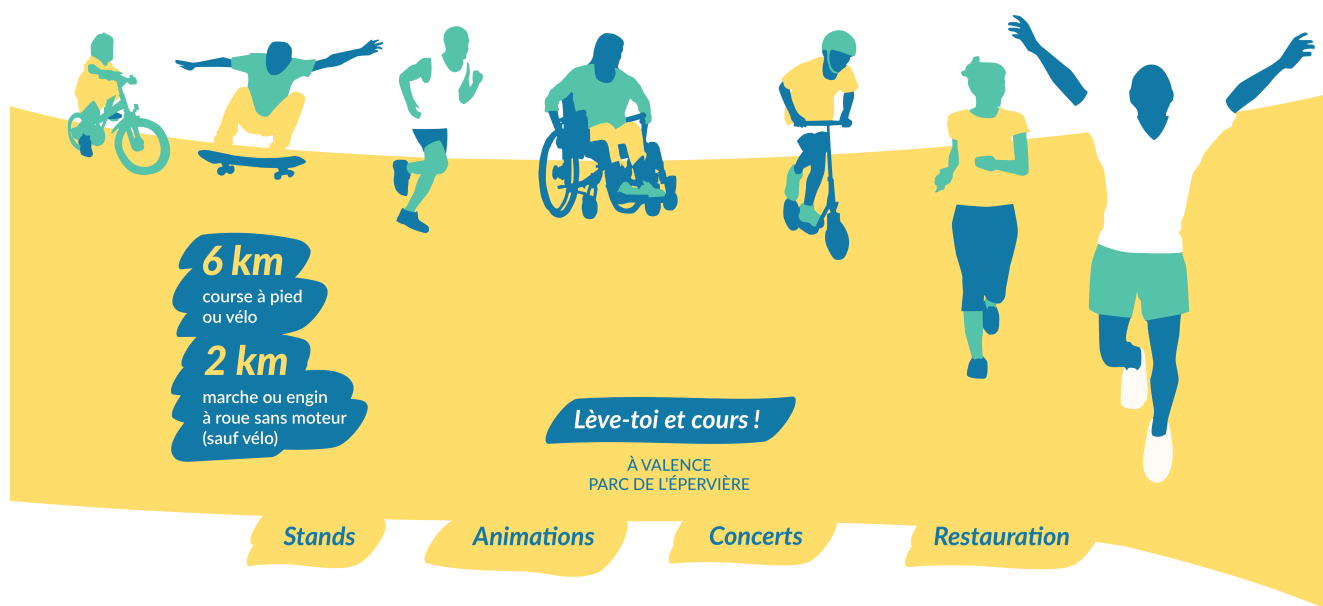 6 km
course à pied
ou vélo
2 km
marche ou engin
à roue sans moteur
(sauf vélo)
Lève-toi et cours !
À VALENCE
PARC DE L'ÉPERVIÈRE
Stands
Animations
Concerts
Restauration